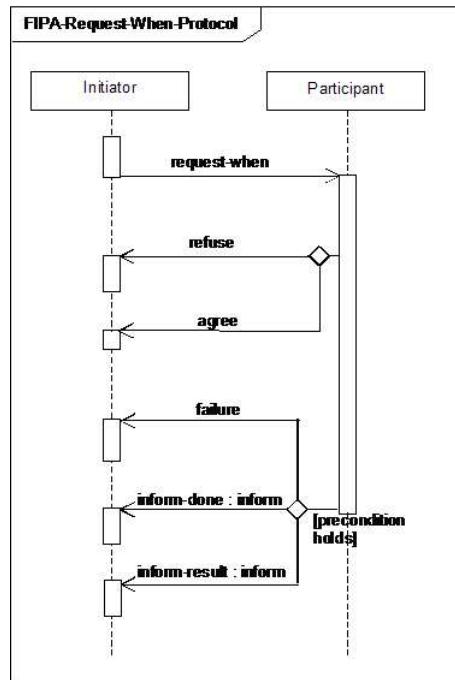 FIPA-Request-When-Protocol
Initiator
Participant
request-when
refuse
agree
failure
inform-done : inform
[precondition
holds]
inform-result : inform